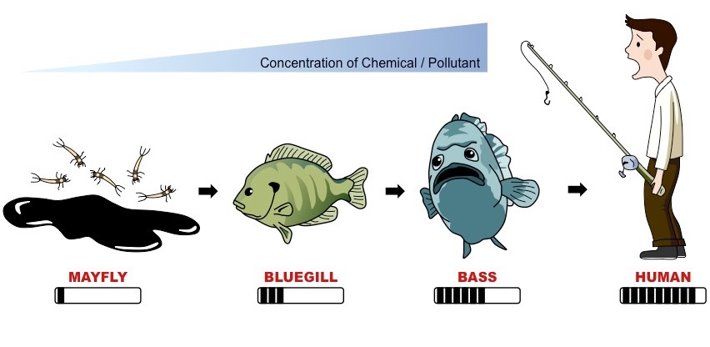 Concentration of Chemical / Pollutant
MAYFLY
BLUEGILL
BASS
HUMAN